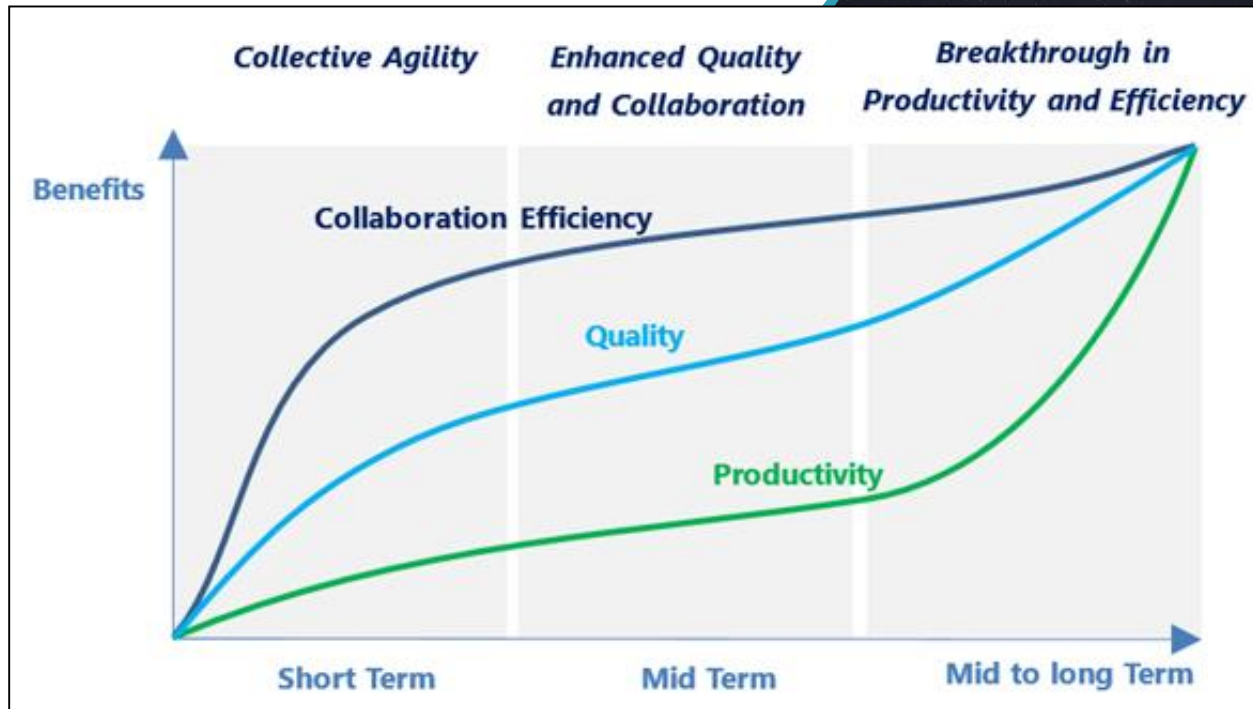 Collective Agility
Enhanced Quality
and Collaboration
Breakthrough in
Productivity and Efficiency
Benefits
Collaboration Efficiency
Quality
Productivity
Short Term
Mid Term
Mid to long Term